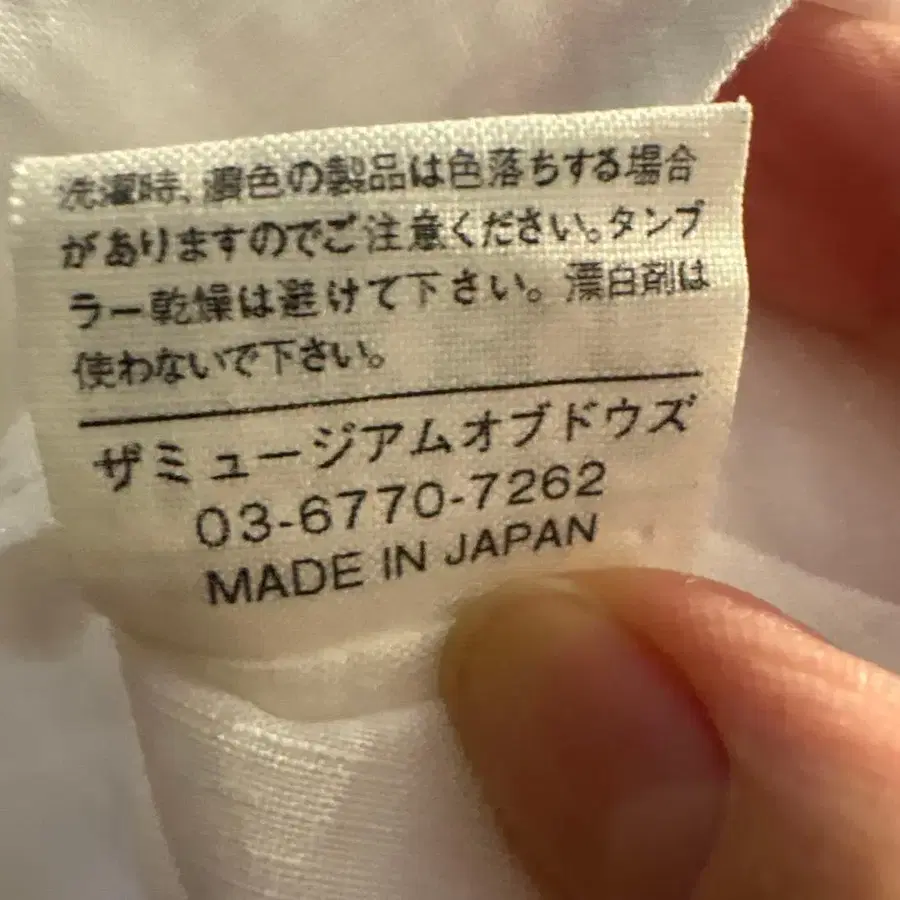 洗濯時、濃色の製品は色落ちする場合
がありますのでご注意ください。タンブ
ラー乾燥は避けて下さい。漂白剤は
使わないで下さい。
ザミュージアムオブドウズ
03-6770-7262
MADE IN JAPAN